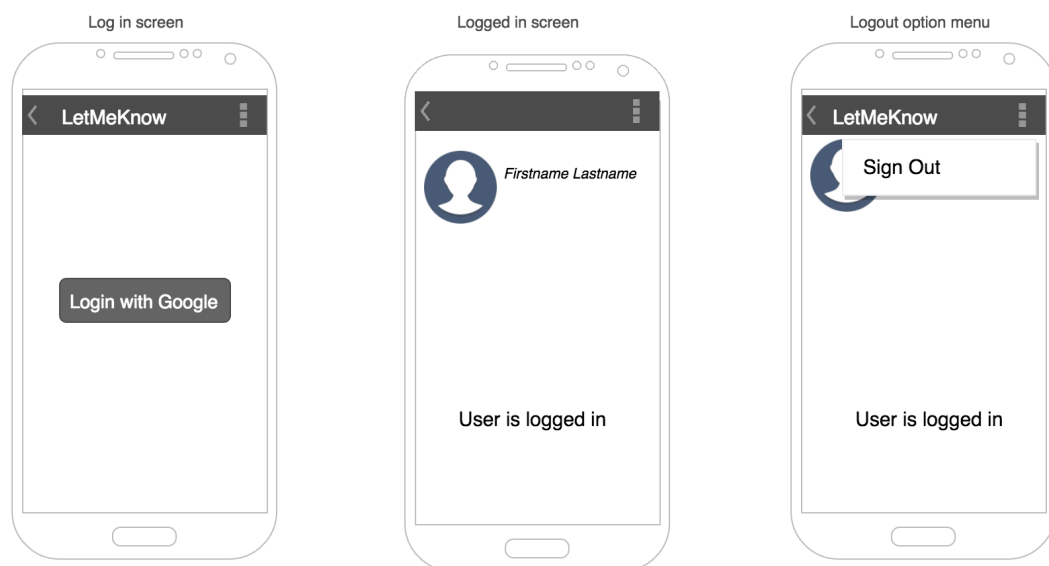 Log in screen
LetMeKnow
Login with Google
Logged in screen
Firstname Lastname
User is logged in
Logout option menu
LetMeKnow
Sign Out
User is logged in